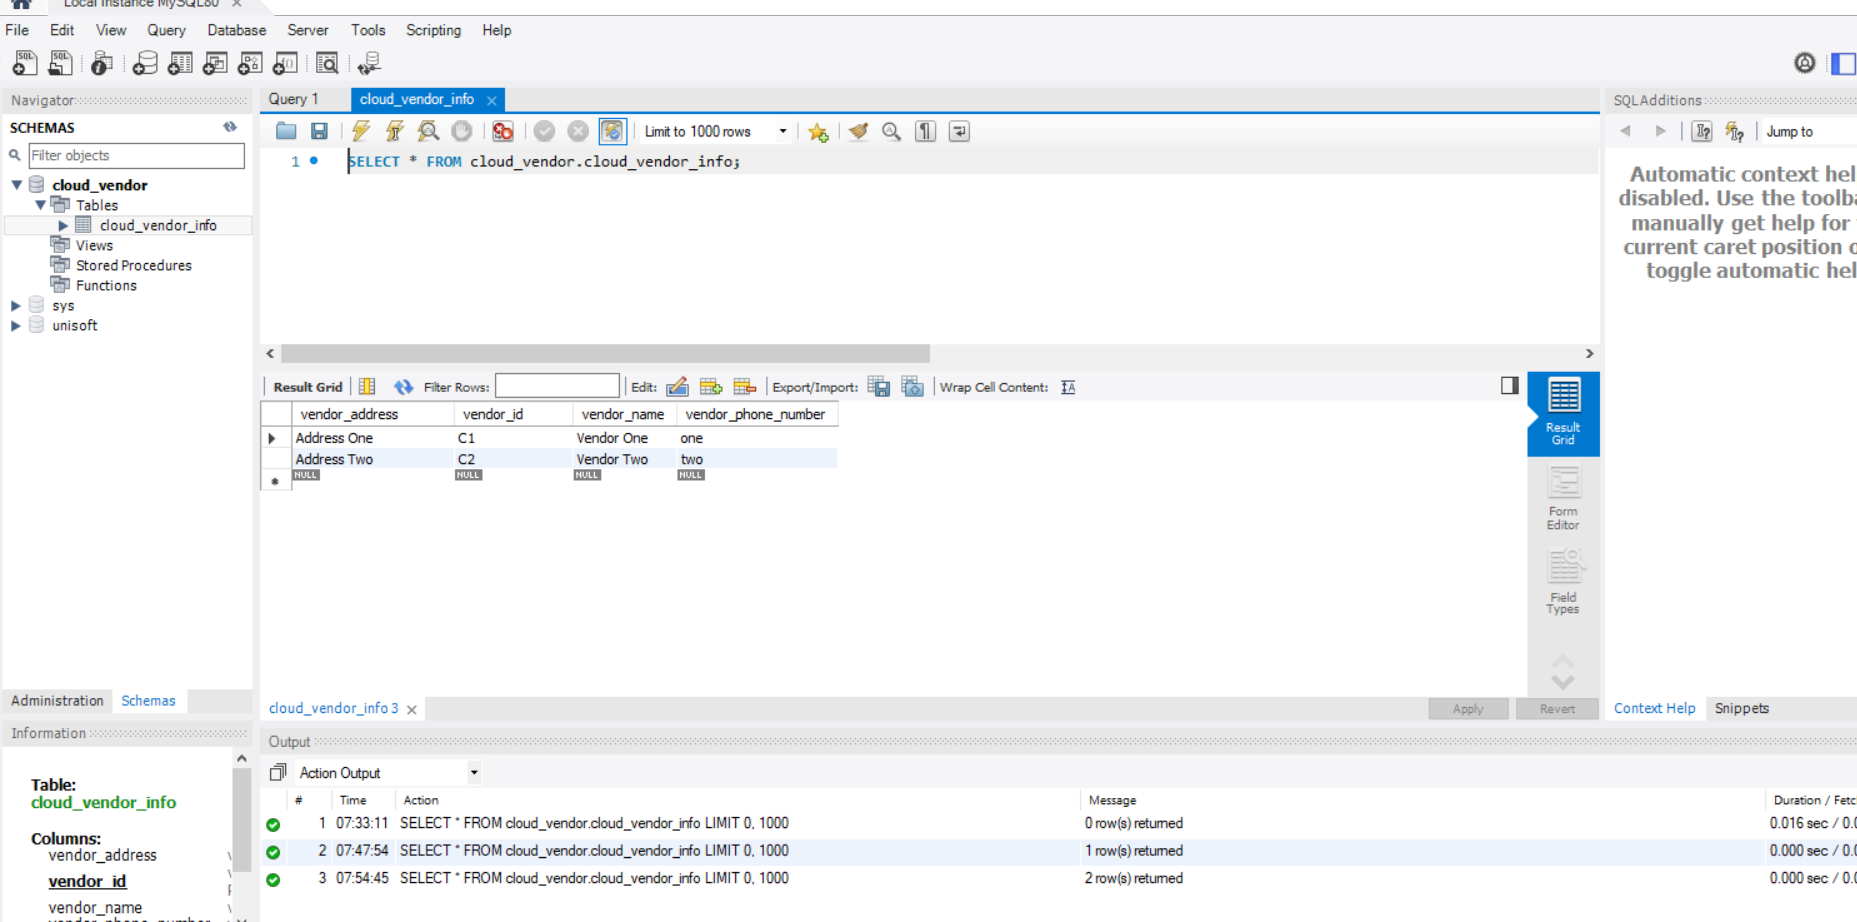 Local instance MySQL80 ×
File Edit View Query Database Server Tools Scripting Help
Navigator
SCHEMAS
Filter objects
cloud_vendor
Tables
cloud_vendor_info
Views
Stored Procedures
Functions
sys
unisoft
Administration Schemas
Information
Table:
cloud_vendor_info
Columns:
vendor_address
vendor_id
vendor_name
vendor_phone_number
Query 1 cloud_vendor_info ×
Limit to 1000 rows
1 SELECT * FROM cloud_vendor.cloud_vendor_info;
Result Grid Filter Rows: Edit: Export/Import: Wrap Cell Content:
vendor_address vendor_id vendor_name vendor_phone_number
Address One C1 Vendor One one
Address Two C2 Vendor Two two
NULL NULL NULL NULL
Result
Grid
Form
Editor
Field
Types
cloud_vendor_info 3 × Apply Revert
SQLAdditions
Jump to
Automatic context hel
disabled. Use the toolba
manually get help for
current caret position o
toggle automatic hel
Context Help Snippets
Output
Action Output
# Time Action Message Duration / Fetc
1 07:33:11 SELECT * FROM cloud_vendor.cloud_vendor_info LIMIT 0, 1000 0 row(s) returned 0.016 sec / 0.0
2 07:47:54 SELECT * FROM cloud_vendor.cloud_vendor_info LIMIT 0, 1000 1 row(s) returned 0.000 sec / 0.0
3 07:54:45 SELECT * FROM cloud_vendor.cloud_vendor_info LIMIT 0, 1000 2 row(s) returned 0.000 sec / 0.0